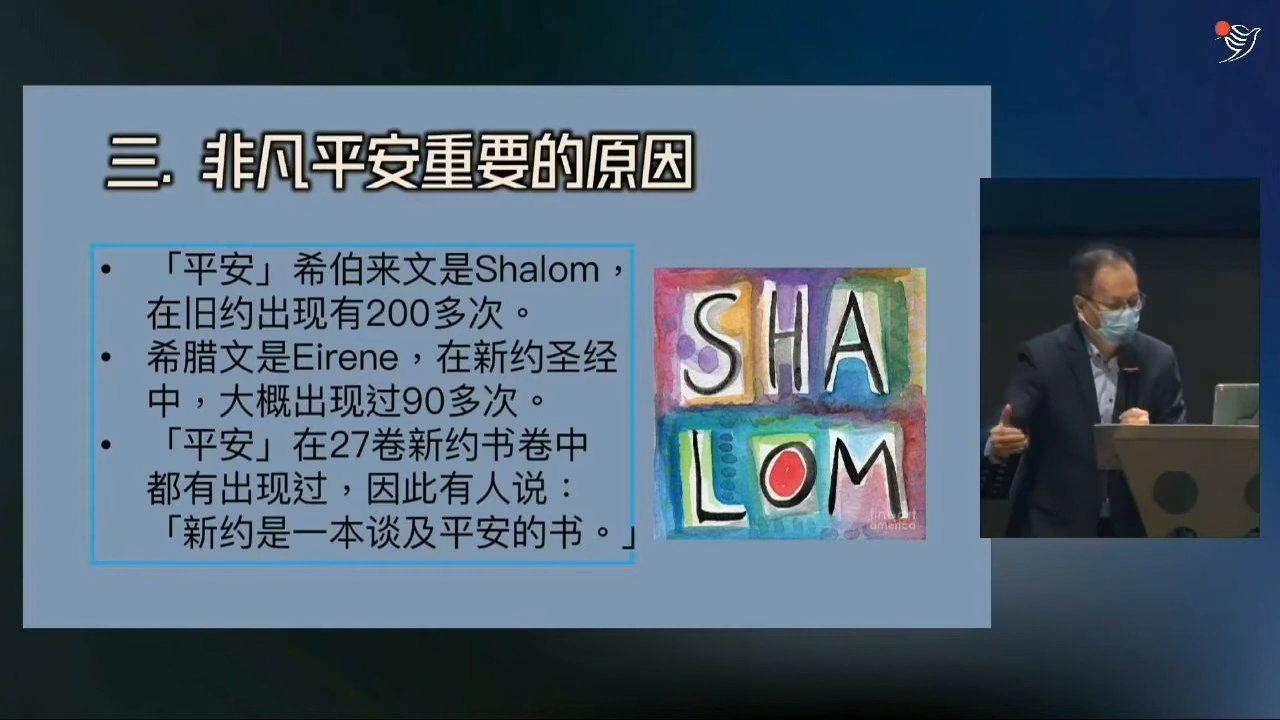 三. 非凡平安重要的原因
• 「平安」希伯来文是Shalom，
在旧约出现有200多次。
• 希腊文是Eirene，在新约圣经
中，大概出现过90多次。
• 「平安」在27卷新约书卷中
都有出现过，因此有人说：
「新约是一本谈及平安的书。」
SHA
LOM
fine art
america